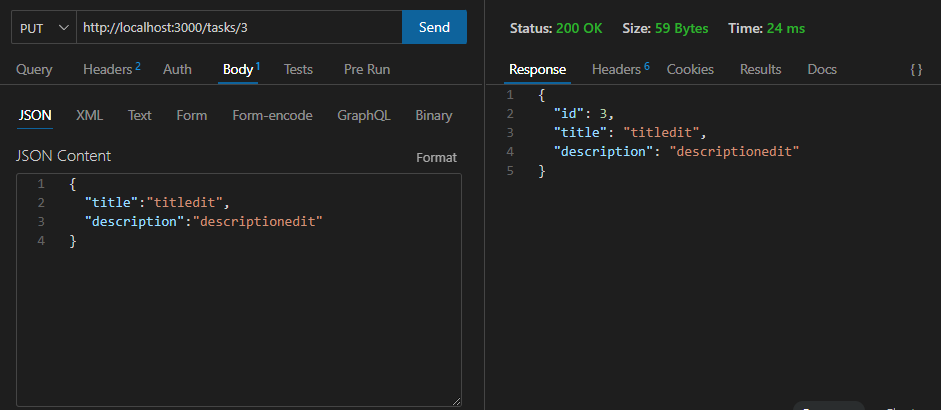 PUT http://localhost:3000/tasks/3 Send
Query Headers 2 Auth Body 1 Tests Pre Run
JSON XML Text Form Form-encode GraphQL Binary
JSON Content Format
1 {
2 "title":"titledit",
3 "description":"descriptionedit"
4 }
Status: 200 OK Size: 59 Bytes Time: 24 ms
Response Headers 6 Cookies Results Docs {}
1 {
2 "id": 3,
3 "title": "titledit",
4 "description": "descriptionedit"
5 }